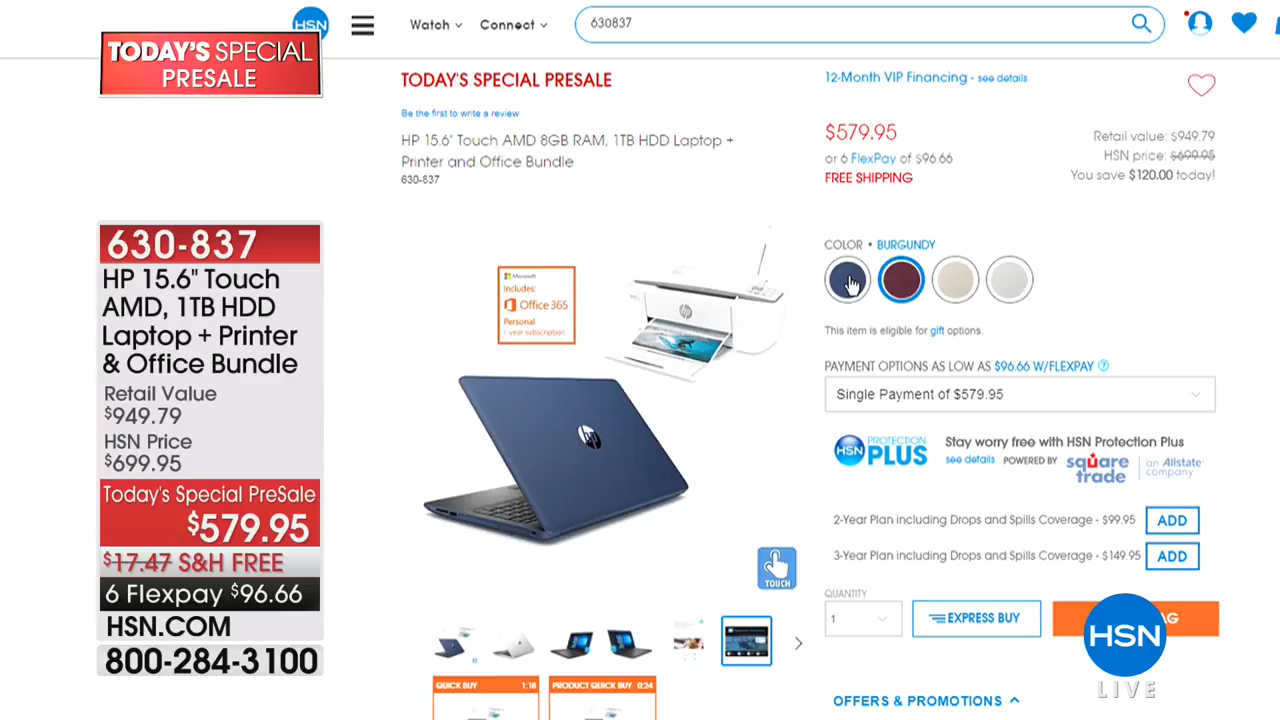 HSN
Watch
Connect
630837
TODAY'S SPECIAL
PRESALE
TODAY'S SPECIAL PRESALE
Be the first to write a review
HP 15.6" Touch AMD 8GB RAM, 1TB HDD Laptop +
Printer and Office Bundle
630-837
12-Month VIP Financing - see details
$579.95
or 6 FlexPay of $96.66
FREE SHIPPING
Retail value: $949.79
HSN price: $699.95
You save $120.00 today!
630-837
HP 15.6" Touch
AMD, 1TB HDD
Laptop + Printer
& Office Bundle
Retail Value
$949.79
HSN Price
$699.95
Today's Special PreSale
$579.95
$17.47 S&H FREE
6 Flexpay $96.66
HSN.COM
800-284-3100
Microsoft
Includes:
Office 365
Personal
1-year subscription
hp
hp
TOUCH
COLOR • BURGUNDY
This item is eligible for gift options.
PAYMENT OPTIONS AS LOW AS $96.66 W/FLEXPAY ?
Single Payment of $579.95
HSN PROTECTION
PLUS
Stay worry free with HSN Protection Plus
see details POWERED BY
square
trade
an Allstate
company
2-Year Plan including Drops and Spills Coverage - $99.95 ADD
3-Year Plan including Drops and Spills Coverage - $149.95 ADD
QUANTITY
1
EXPRESS BUY
AG
HSN
LIVE
QUICK BUY 1:16
PRODUCT QUICK BUY 0:24
OFFERS & PROMOTIONS